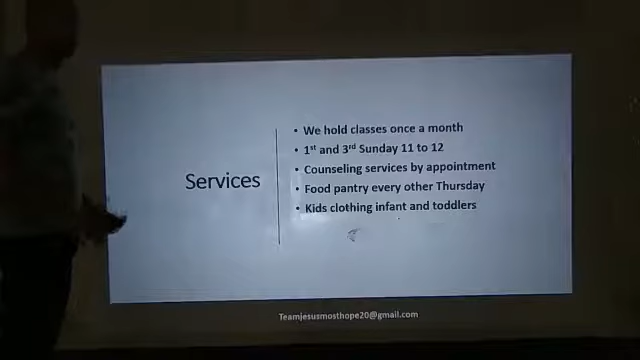 Services
• We hold classes once a month
• 1st and 3rd Sunday 11 to 12
• Counseling services by appointment
• Food pantry every other Thursday
• Kids clothing infant and toddlers
Teamjesusmosthope20@gmail.com